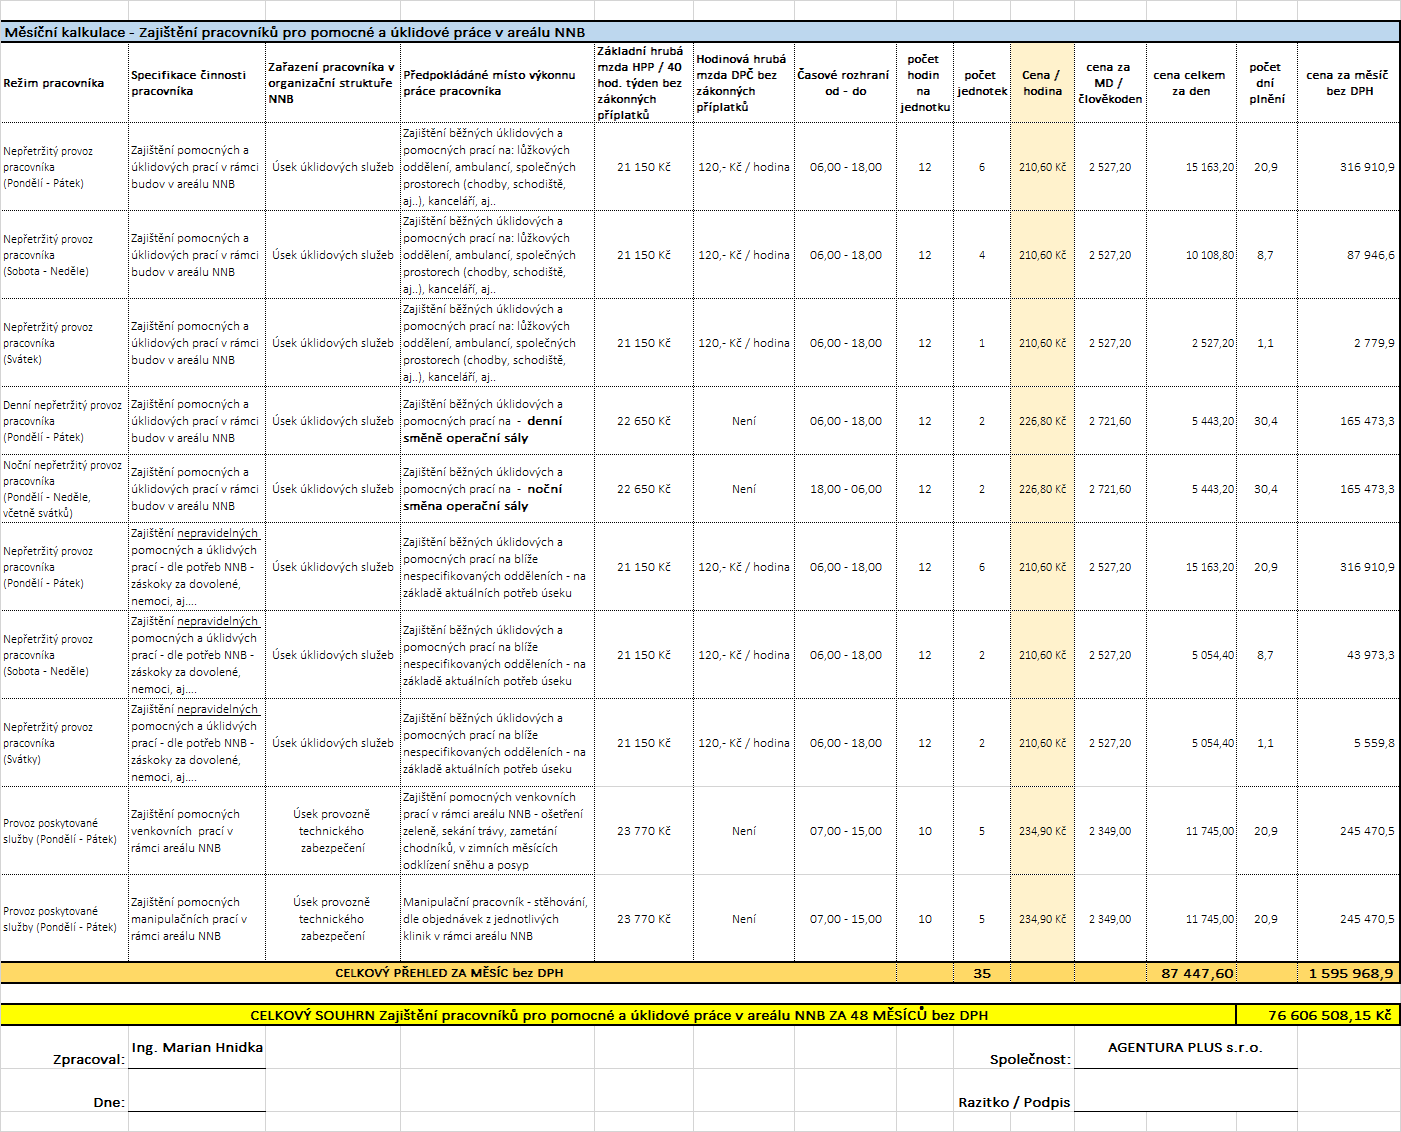 Měsíční kalkulace - Zajištění pracovníků pro pomocné a úklidové práce v areálu NNB
Režim pracovníka
Specifikace činnosti
pracovníka
Zařazení pracovníka v
organizační struktuře
NNB
Předpokládáné místo výkonnu
práce pracovníka
Základní hrubá
mzda HPP / 40
hod. týden bez
zákonných
příplatků
Hodinová hrubá
mzda DPČ bez
zákonných
příplatků
Časové rozhraní
od - do
počet
hodin
na
jednotku
počet
jednotek
Cena /
hodina
cena za
MD /
člověkoden
cena celkem
za den
počet
dní
plnění
cena za měsíč
bez DPH
Nepřetržitý provoz
pracovníka
(Pondělí - Pátek)
Zajištění pomocných a
úklidových prací v rámci
budov v areálu NNB
Úsek úklidových služeb
Zajištění běžných úklidových a
pomocných prací na: lůžkových
oddělení, ambulancí, společných
prostorech (chodby, schodiště,
aj..), kanceláří, aj..
21 150 Kč
120,- Kč / hodina
06,00 - 18,00
12
6
210,60 Kč
2 527,20
15 163,20
20,9
316 910,9
Nepřetržitý provoz
pracovníka
(Sobota - Neděle)
Zajištění pomocných a
úklidových prací v rámci
budov v areálu NNB
Úsek úklidových služeb
Zajištění běžných úklidových a
pomocných prací na: lůžkových
oddělení, ambulancí, společných
prostorech (chodby, schodiště,
aj..), kanceláří, aj..
21 150 Kč
120,- Kč / hodina
06,00 - 18,00
12
4
210,60 Kč
2 527,20
10 108,80
8,7
87 946,6
Nepřetržitý provoz
pracovníka
(Svátek)
Zajištění pomocných a
úklidových prací v rámci
budov v areálu NNB
Úsek úklidových služeb
Zajištění běžných úklidových a
pomocných prací na: lůžkových
oddělení, ambulancí, společných
prostorech (chodby, schodiště,
aj..), kanceláří, aj..
21 150 Kč
120,- Kč / hodina
06,00 - 18,00
12
1
210,60 Kč
2 527,20
2 527,20
1,1
2 779,9
Denní nepřetržitý provoz
pracovníka
(Pondělí - Pátek)
Zajištění pomocných a
úklidových prací v rámci
budov v areálu NNB
Úsek úklidových služeb
Zajištění běžných úklidových a
pomocných prací na - denní
směně operační sály
22 650 Kč
Není
06,00 - 18,00
12
2
226,80 Kč
2 721,60
5 443,20
30,4
165 473,3
Noční nepřetržitý provoz
pracovníka
(Pondělí - Neděle,
včetně svátků)
Zajištění pomocných a
úklidových prací v rámci
budov v areálu NNB
Úsek úklidových služeb
Zajištění běžných úklidových a
pomocných prací na - noční
směna operační sály
22 650 Kč
Není
18,00 - 06,00
12
2
226,80 Kč
2 721,60
5 443,20
30,4
165 473,3
Nepřetržitý provoz
pracovníka
(Pondělí - Pátek)
Zajištění nepravidelných
pomocných a úklidvých
prací - dle potřeb NNB -
záskoky za dovolené,
nemoci, aj....
Úsek úklidových služeb
Zajištění běžných úklidových a
pomocných prací na blíže
nespecifikovaných odděleních - na
základě aktuálních potřeb úseku
21 150 Kč
120,- Kč / hodina
06,00 - 18,00
12
6
210,60 Kč
2 527,20
15 163,20
20,9
316 910,9
Nepřetržitý provoz
pracovníka
(Sobota - Neděle)
Zajištění nepravidelných
pomocných a úklidvých
prací - dle potřeb NNB -
záskoky za dovolené,
nemoci, aj....
Úsek úklidových služeb
Zajištění běžných úklidových a
pomocných prací na blíže
nespecifikovaných odděleních - na
základě aktuálních potřeb úseku
21 150 Kč
120,- Kč / hodina
06,00 - 18,00
12
2
210,60 Kč
2 527,20
5 054,40
8,7
43 973,3
Nepřetržitý provoz
pracovníka
(Svátky)
Zajištění nepravidelných
pomocných a úklidvých
prací - dle potřeb NNB -
záskoky za dovolené,
nemoci, aj....
Úsek úklidových služeb
Zajištění běžných úklidových a
pomocných prací na blíže
nespecifikovaných odděleních - na
základě aktuálních potřeb úseku
21 150 Kč
120,- Kč / hodina
06,00 - 18,00
12
2
210,60 Kč
2 527,20
5 054,40
1,1
5 559,8
Provoz poskytované
služby (Pondělí - Pátek)
Zajištění pomocných
venkovních prací v
rámci areálu NNB
Úsek provozně
technického
zabezpečení
Zajištění pomocných venkovních
prací v rámci areálu NNB - ošetření
zeleně, sekání trávy, zametání
chodníků, v zimních měsících
odklízení sněhu a posyp
23 770 Kč
Není
07,00 - 15,00
10
5
234,90 Kč
2 349,00
11 745,00
20,9
245 470,5
Provoz poskytované
služby (Pondělí - Pátek)
Zajištění pomocných
manipulačních prací v
rámci areálu NNB
Úsek provozně
technického
zabezpečení
Manipulační pracovník - stěhování,
dle objednávek z jednotlivých
klinik v rámci areálu NNB
23 770 Kč
Není
07,00 - 15,00
10
5
234,90 Kč
2 349,00
11 745,00
20,9
245 470,5
CELKOVÝ PŘEHLED ZA MĚSÍC bez DPH
35
87 447,60
1 595 968,9
CELKOVÝ SOUHRN Zajištění pracovníků pro pomocné a úklidové práce v areálu NNB ZA 48 MĚSÍCŮ bez DPH
76 606 508,15 Kč
Zpracoval:
Ing. Marian Hnidka
Společnost:
AGENTURA PLUS s.r.o.
Dne:
Razitko / Podpis